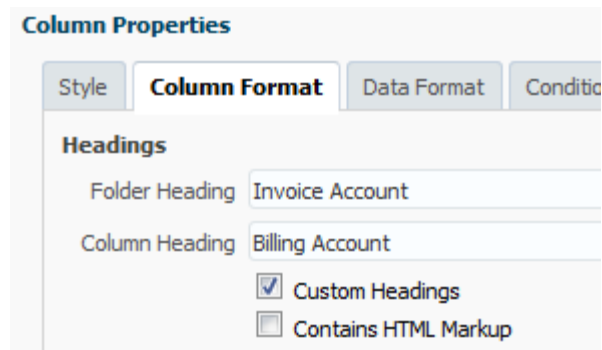 Column Properties
Style Column Format Data Format Conditio
Headings
Folder Heading Invoice Account
Column Heading Billing Account
Custom Headings
Contains HTML Markup